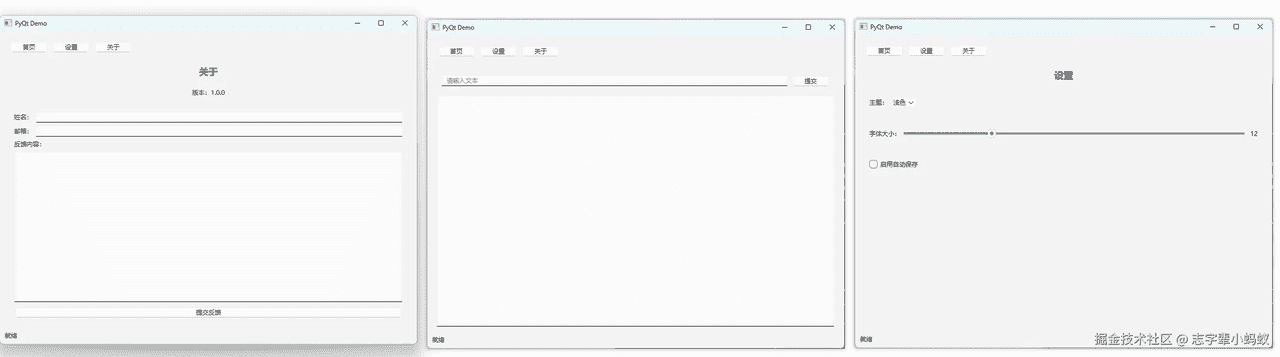 PyQt Demo
首页 设置 关于
关于
版本：1.0.0
姓名：
邮箱：
反馈内容：
提交反馈
就绪
PyQt Demo
首页 设置 关于
请输入文本 提交
就绪
PyQt Demo
首页 设置 关于
设置
主题： 浅色
字体大小： 12
启用自动保存
就绪
掘金技术社区 @ 志字辈小蚂蚁